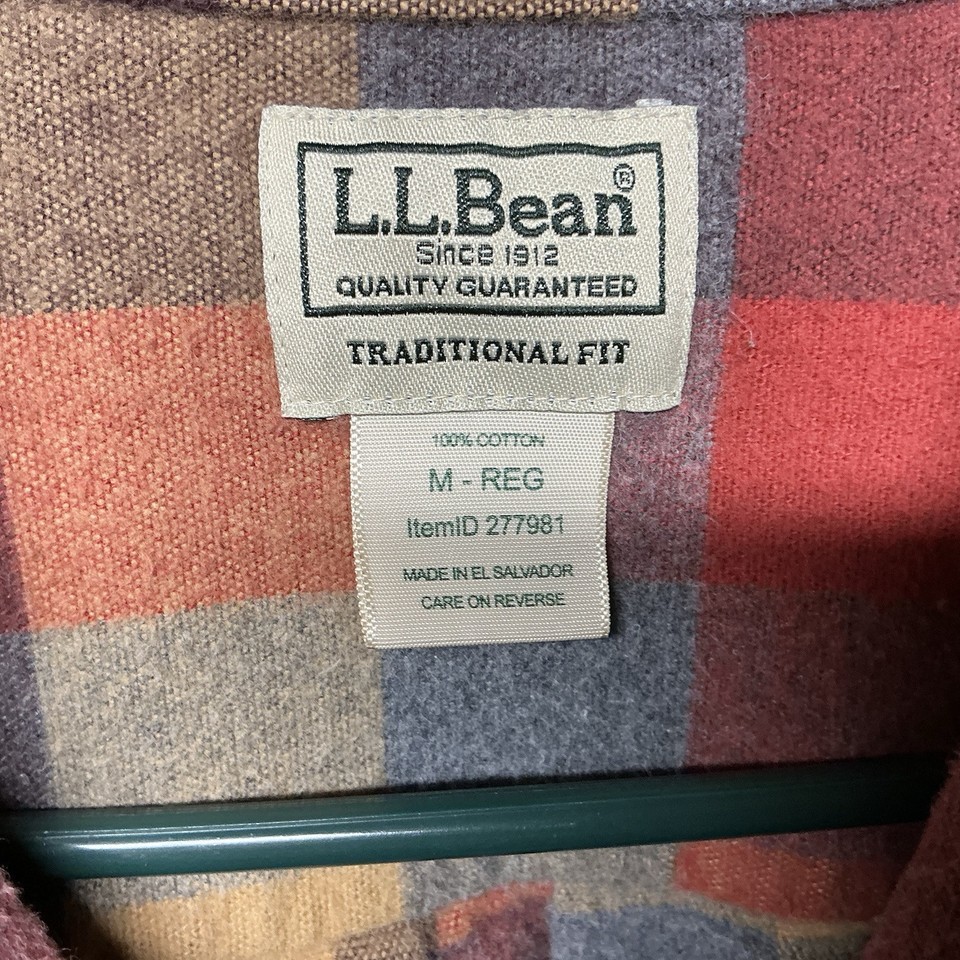 L.L.Bean®
Since 1912
QUALITY GUARANTEED
TRADITIONAL FIT
100% COTTON
M - REG
ItemID 277981
MADE IN EL SALVADOR
CARE ON REVERSE